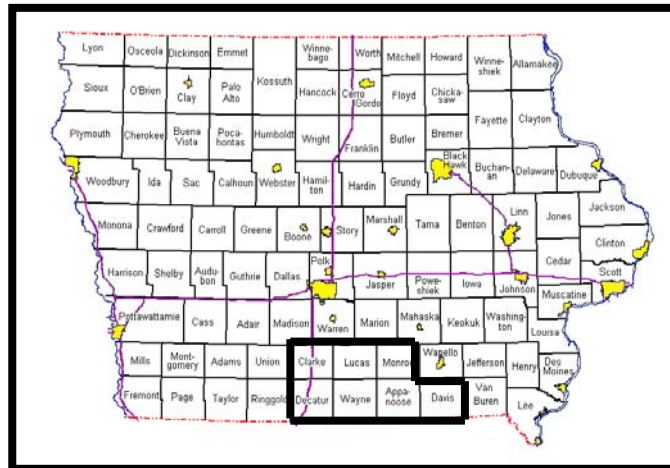 Lyon Osceola Dickinson Emmet Winne-
bago Worth Mitchell Howard Winne-
shiek Allamakee
Kossuth
Sioux O'Brien Clay Palo
Alto Hancock Cerro
Gordo Floyd Chicka-
saw
Fayette Clayton
Plymouth Cherokee Buena
Vista Poca-
hontas Humboldt Wright Franklin Butler Bremer
Black
Hawk
Woodbury Ida Sac Calhoun Webster Hamil-
ton Hardin Grundy Buchan-
an Delaware Dubuque
Jackson
Monona Crawford Carroll Greene Boone Story Marshall Tama Benton Linn Jones
Clinton
Cedar
Harrison Shelby Audu-
bon Guthrie Dallas Polk Jasper Powe-
shiek Iowa Johnson Scott
Muscatine
Pottawattamie Cass Adair Madison Warren Marion Mahaska Keokuk Washing-
ton Louisa
Mills Mont-
gomery Adams Union Clarke Lucas Monroe Wapello Jefferson Henry Des
Moines
Fremont Page Taylor Ringgold Decatur Wayne Appa-
noose Davis Van
Buren Lee